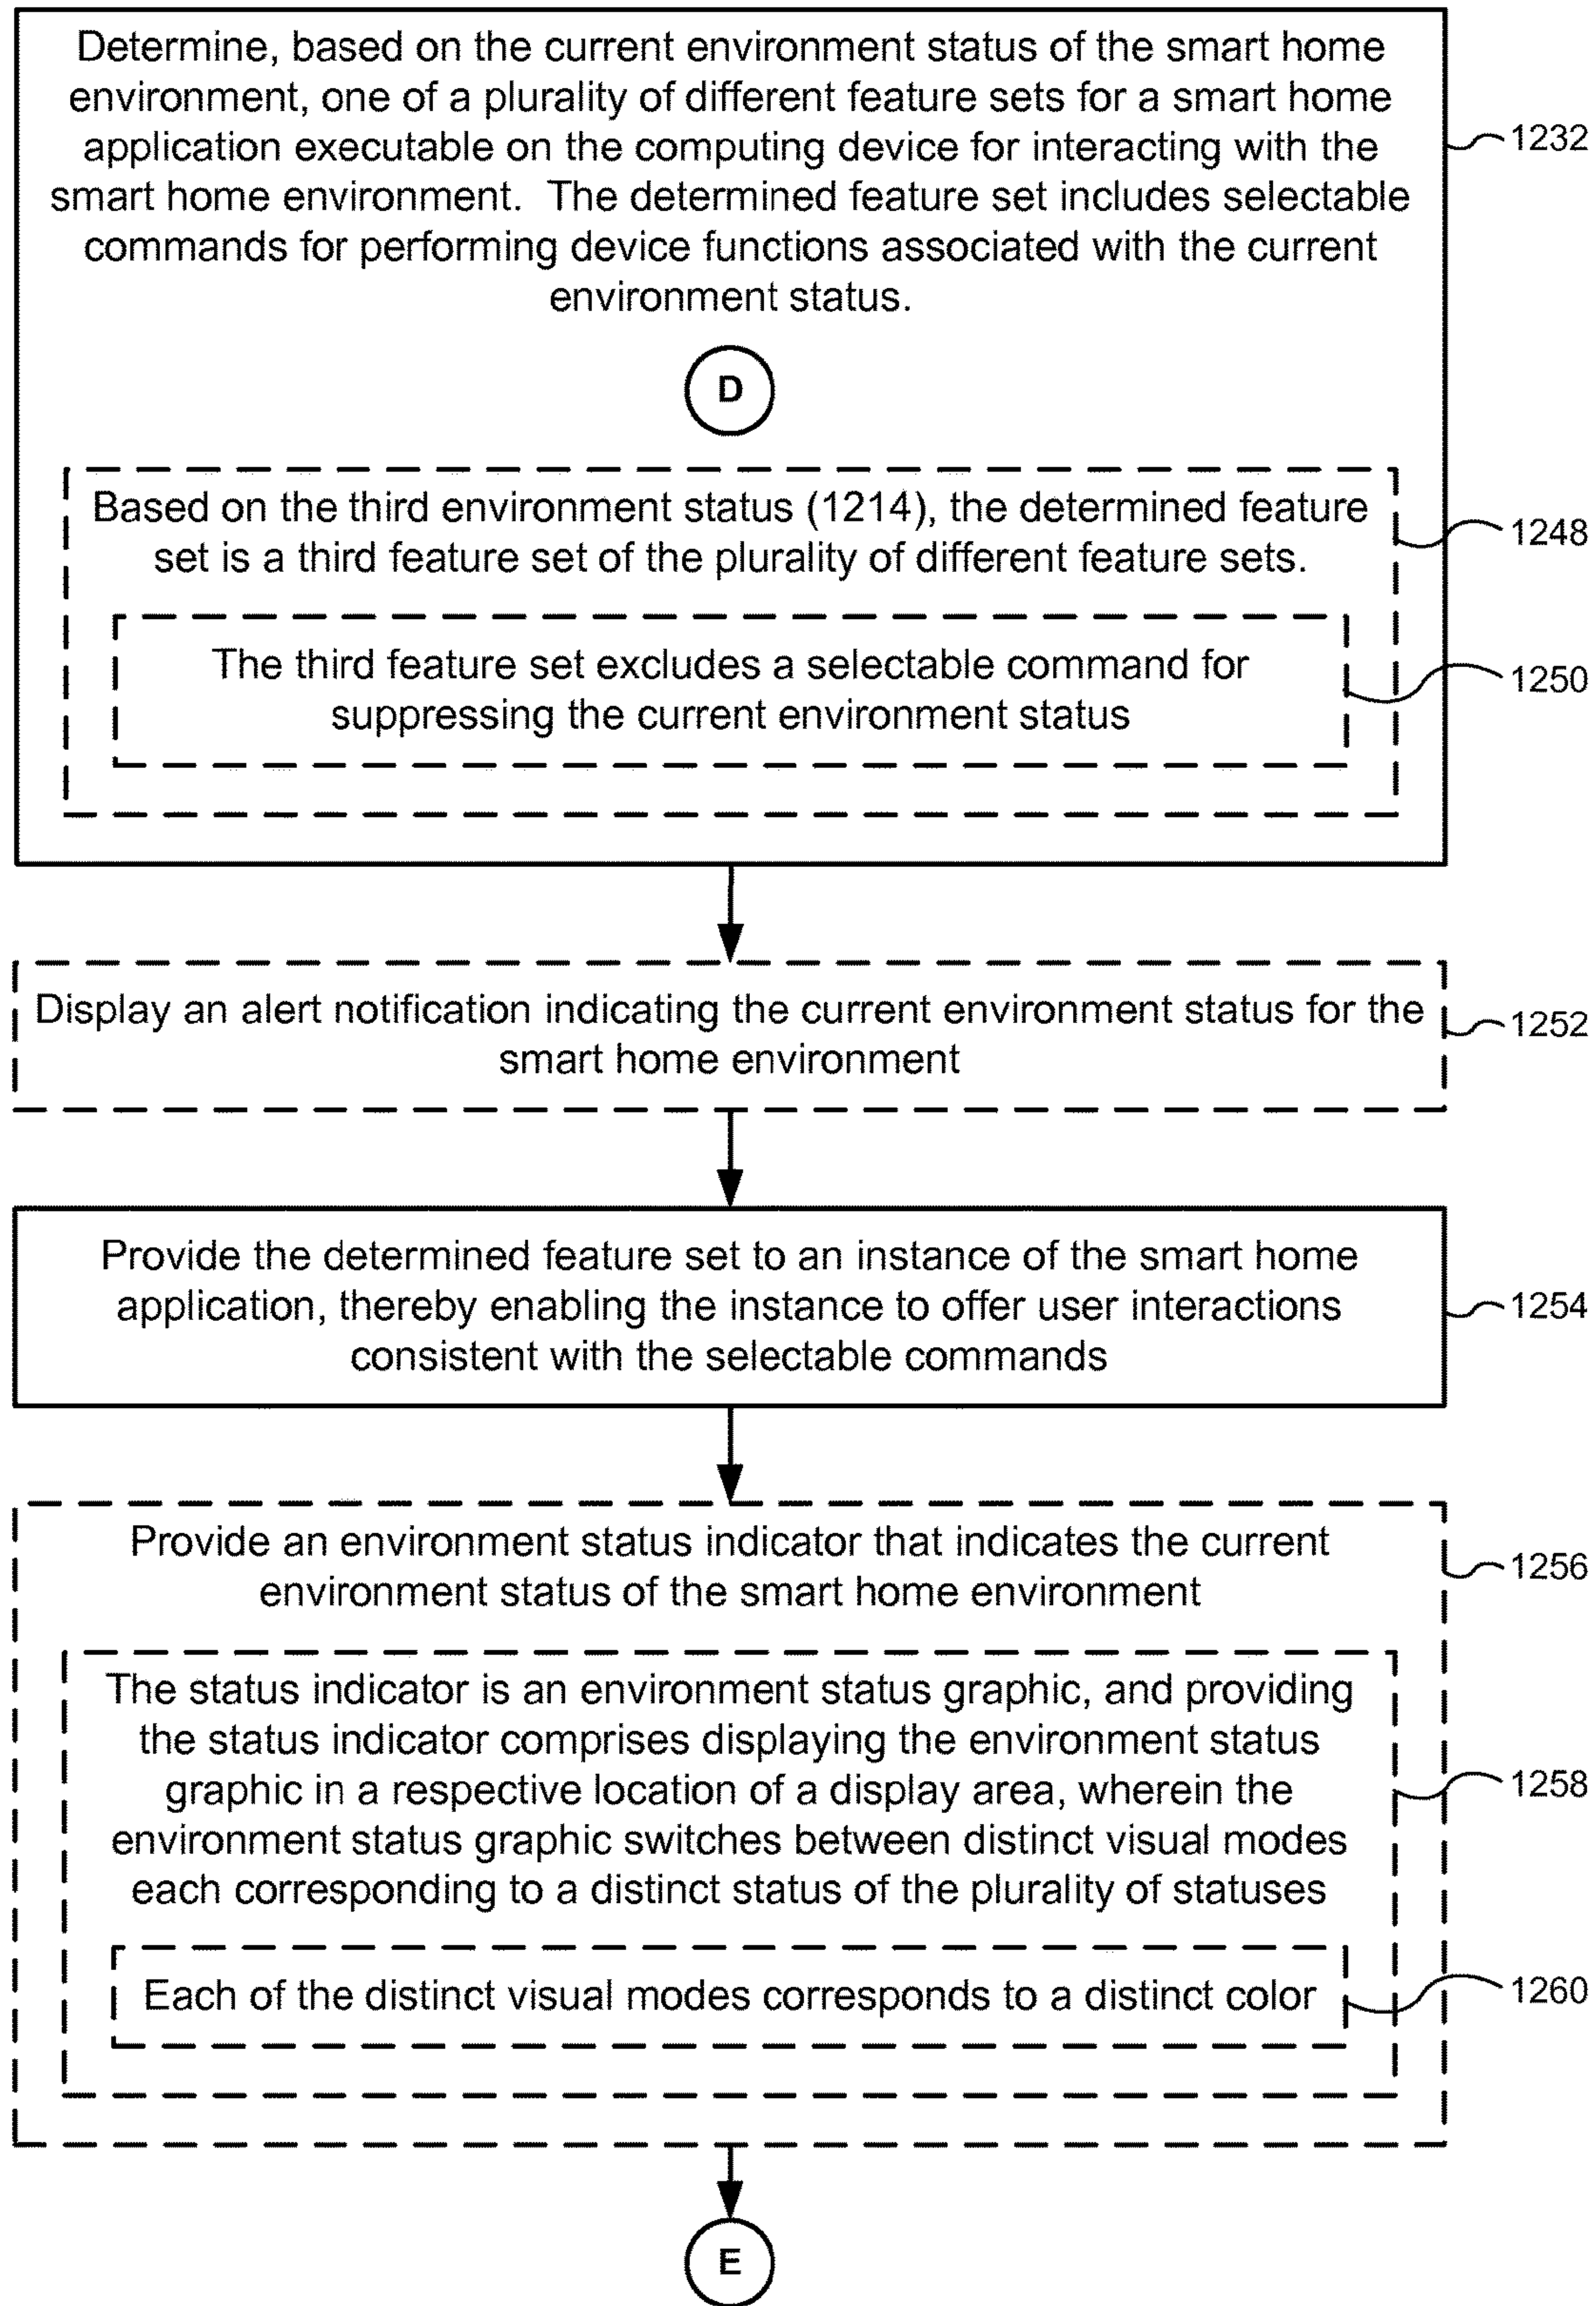 Determine, based on the current environment status of the smart home
environment, one of a plurality of different feature sets for a smart home
application executable on the computing device for interacting with the
smart home environment.  The determined feature set includes selectable
commands for performing device functions associated with the current
environment status.
1232
D
Based on the third environment status (1214), the determined feature
set is a third feature set of the plurality of different feature sets.
1248
The third feature set excludes a selectable command for
suppressing the current environment status
1250
Display an alert notification indicating the current environment status for the
smart home environment
1252
Provide the determined feature set to an instance of the smart home
application, thereby enabling the instance to offer user interactions
consistent with the selectable commands
1254
Provide an environment status indicator that indicates the current
environment status of the smart home environment
1256
The status indicator is an environment status graphic, and providing
the status indicator comprises displaying the environment status
graphic in a respective location of a display area, wherein the
environment status graphic switches between distinct visual modes
each corresponding to a distinct status of the plurality of statuses
1258
Each of the distinct visual modes corresponds to a distinct color
1260
E